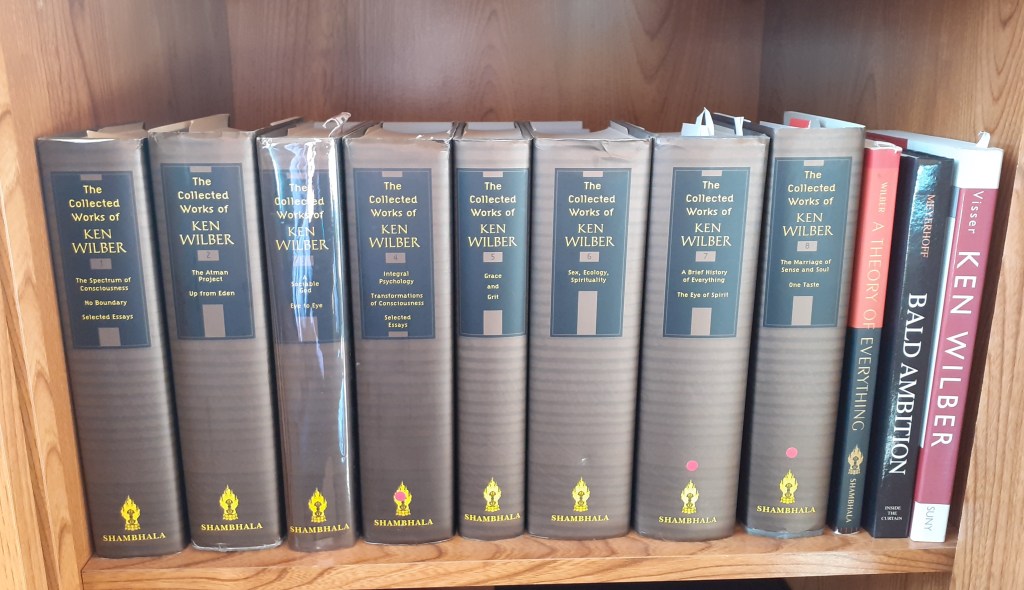 The
Collected
Works of
KEN
WILBER
1
The Spectrum of
Consciousness
No Boundary
Selected Essays
SHAMBHALA
The
Collected
Works of
KEN
WILBER
2
The Atman
Project
Up from Eden
SHAMBHALA
The
Collected
Works of
KEN
WILBER
Sociable
God
Eye to Eye
SHAMBHALA
The
Collected
Works of
KEN
WILBER
4
Integral
Psychology
Transformations
of Consciousness
Selected
Essays
SHAMBHALA
The
Collected
Works of
KEN
WILBER
5
Grace
and
Grit
SHAMBHALA
The
Collected
Works of
KEN
WILBER
6
Sex, Ecology,
Spirituality
SHAMBHALA
The
Collected
Works of
KEN
WILBER
7
A Brief History
of Everything
The Eye of Spirit
SHAMBHALA
The
Collected
Works of
KEN
WILBER
8
The Marriage of
Sense and Soul
One Taste
SHAMBHALA
WILBER A THEORY OF EVERYTHING SHAMBHALA
MEYERHOFF BALD AMBITION
INSIDE
THE
CURTAIN
Visser KEN WILBER SUNY